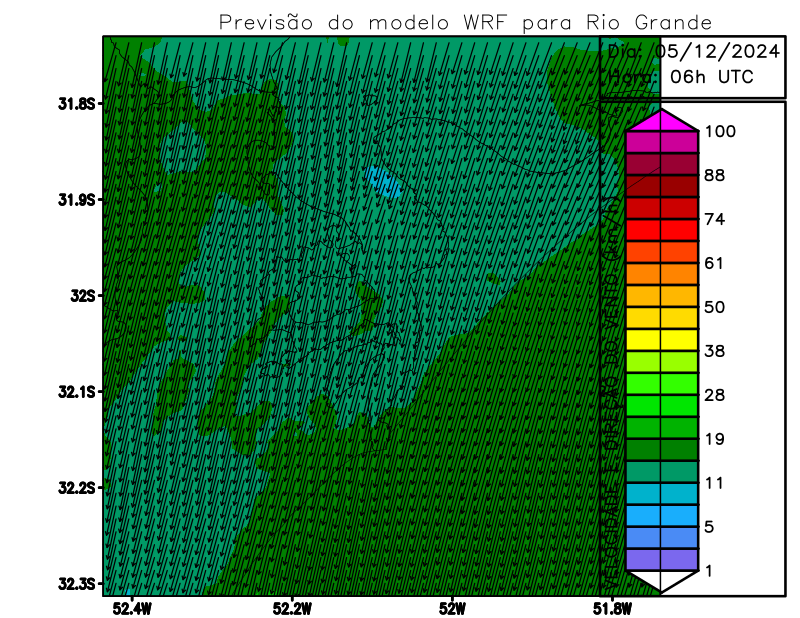 Previsão do modelo WRF para Rio Grande
Dia: 05/12/2024
Hora: 06h UTC
31.8S
31.9S
32S
32.1S
32.2S
32.3S
52.4W
52.2W
52W
51.8W
VELOCIDADE E DIREÇÃO DO VENTO (Km/h)
100
88
74
61
50
38
28
19
11
5
1